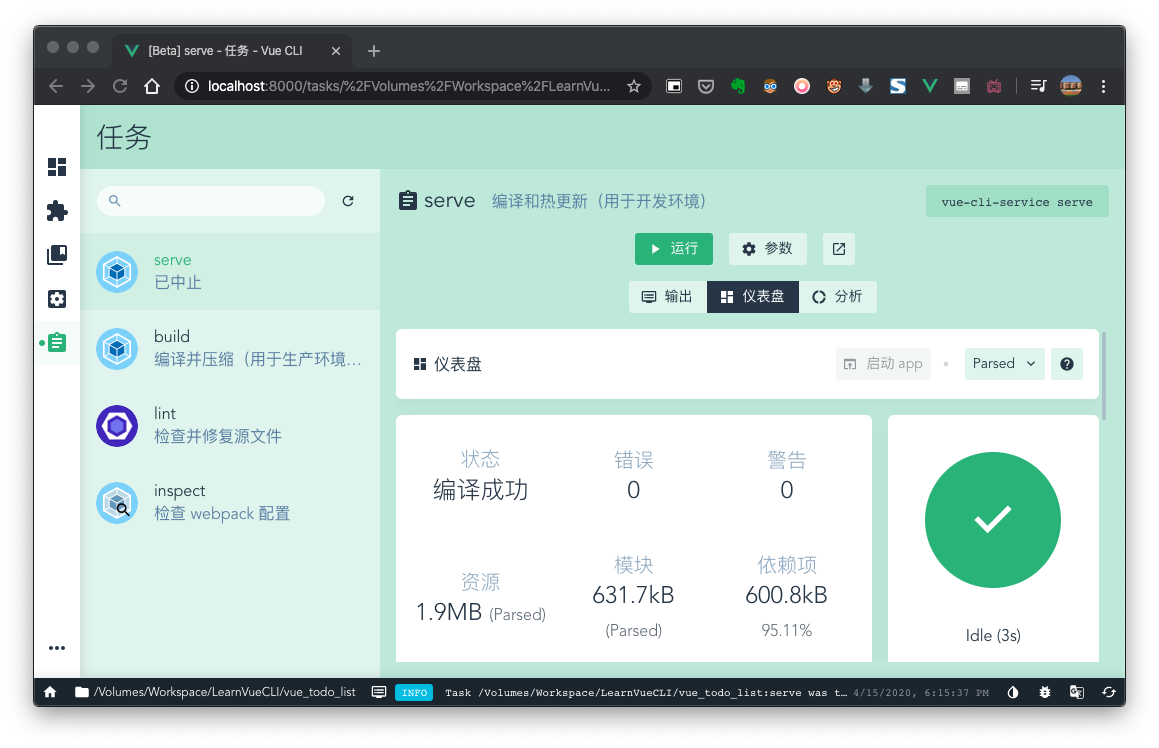 [Beta] serve - 任务 - Vue CLI
localhost:8000/tasks/%2FVolumes%2FWorkspace%2FLearnVu...
任务
serve
已中止
build
编译并压缩（用于生产环境…
lint
检查并修复源文件
inspect
检查 webpack 配置
serve 编译和热更新（用于开发环境） vue-cli-service serve
运行 参数
输出 仪表盘 分析
仪表盘 启动 app Parsed
状态 错误 警告
编译成功 0 0
资源 模块 依赖项
1.9MB (Parsed) 631.7kB 600.8kB
(Parsed) 95.11%
Idle (3s)
/Volumes/Workspace/LearnVueCLI/vue_todo_list INFO Task /Volumes/Workspace/LearnVueCLI/vue_todo_list:serve was t… 4/15/2020, 6:15:37 PM